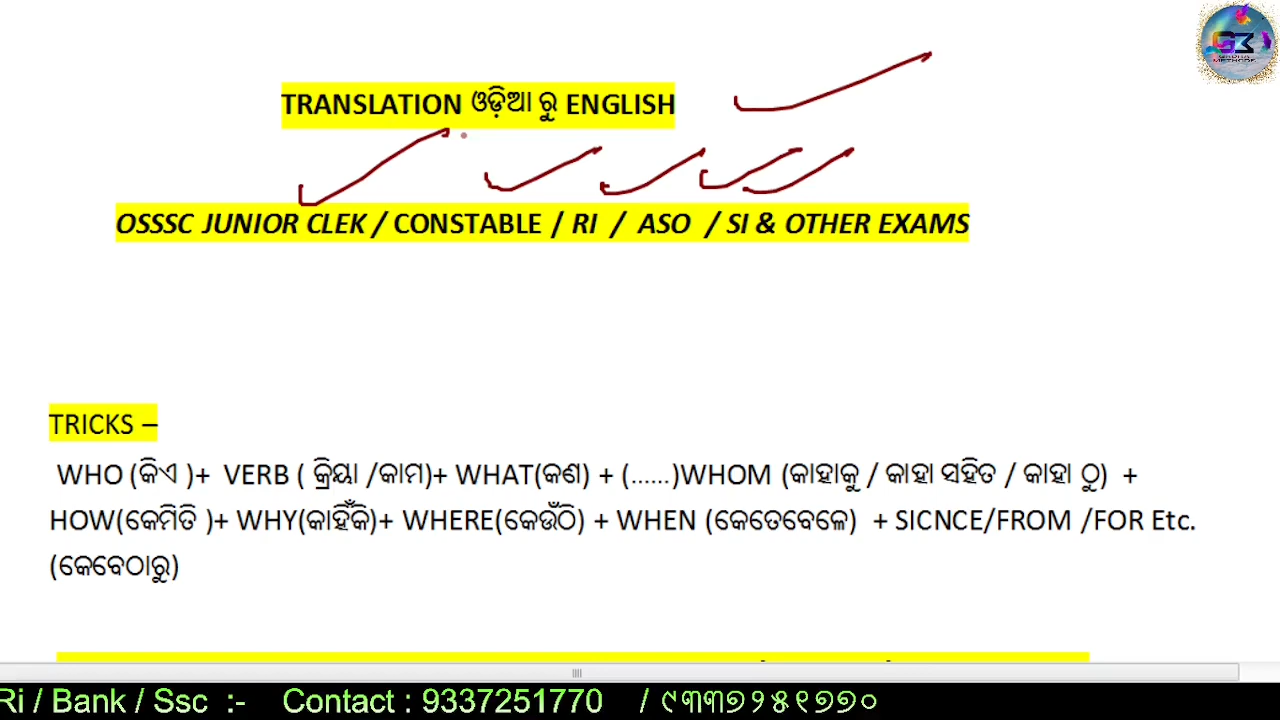 G3
TRANSLATION ଓଡ଼ିଆ ରୁ ENGLISH
OSSSC JUNIOR CLEK / CONSTABLE / RI / ASO / SI & OTHER EXAMS
TRICKS –
WHO (କିଏ )+ VERB ( କ୍ରିୟା /କାମ)+ WHAT(କଣ) + (......)WHOM (କାହାକୁ / କାହା ସହିତ / କାହା ଠୁ) +
HOW(କେମିତି )+ WHY(କାହିଁକି)+ WHERE(କେଉଁଠି) + WHEN (କେତେବେଳେ) + SICNCE/FROM /FOR Etc.
(କେବେଠାରୁ)
Ri / Bank / Ssc :- Contact : 9337251770 / ୯୩୩୭୨୫୧୭୭୦